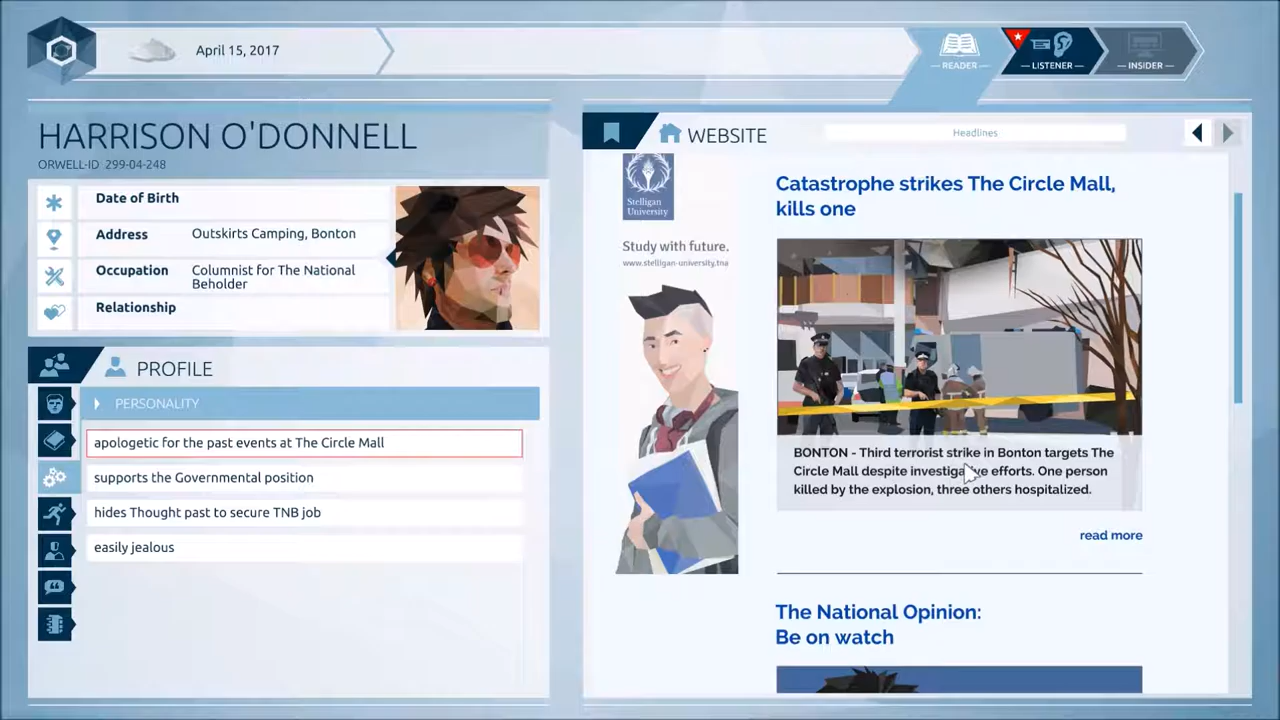 April 15, 2017
— READER —
— LISTENER —
— INSIDER —
HARRISON O'DONNELL
ORWELL-ID 299-04-248
Date of Birth
Address Outskirts Camping, Bonton
Occupation Columnist for The National
Beholder
Relationship
PROFILE
PERSONALITY
apologetic for the past events at The Circle Mall
supports the Governmental position
hides Thought past to secure TNB job
easily jealous
WEBSITE
Headlines
Stelligan
University
Study with future.
www.stelligan-university.tna
Catastrophe strikes The Circle Mall,
kills one
BONTON - Third terrorist strike in Bonton targets The
Circle Mall despite investigative efforts. One person
killed by the explosion, three others hospitalized.
read more
The National Opinion:
Be on watch